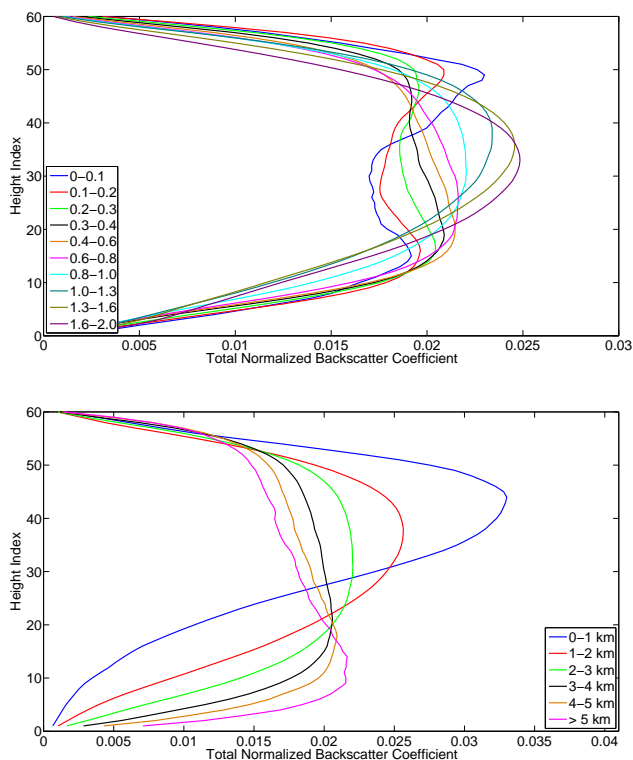 60
50
40
30
20
10
0
Height Index
0−0.1
0.1−0.2
0.2−0.3
0.3−0.4
0.4−0.6
0.6−0.8
0.8−1.0
1.0−1.3
1.3−1.6
1.6−2.0
0 0.005 0.01 0.015 0.02 0.025 0.03
Total Normalized Backscatter Coefficient
60
50
40
30
20
10
0
Height Index
0−1 km
1−2 km
2−3 km
3−4 km
4−5 km
> 5 km
0 0.005 0.01 0.015 0.02 0.025 0.03 0.035 0.04
Total Normalized Backscatter Coefficient